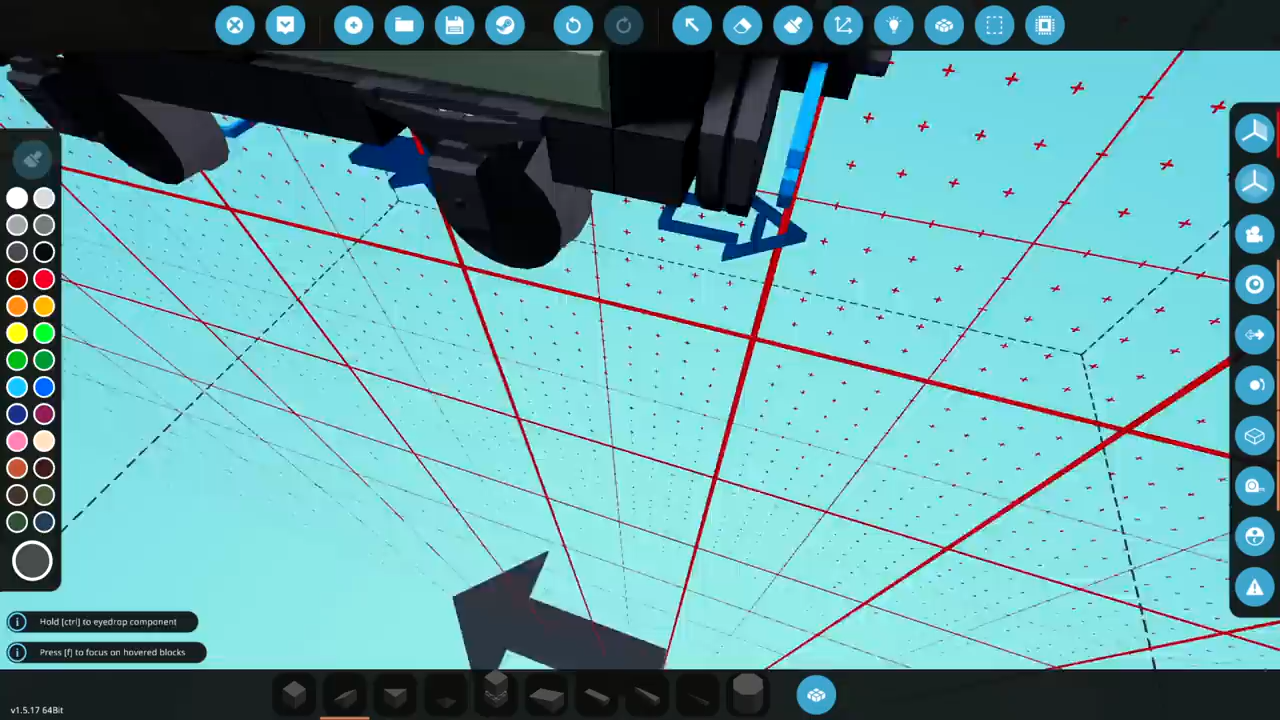 Hold [ctrl] to eyedrop component
Press [f] to focus on hovered blocks
v1.5.17 64Bit